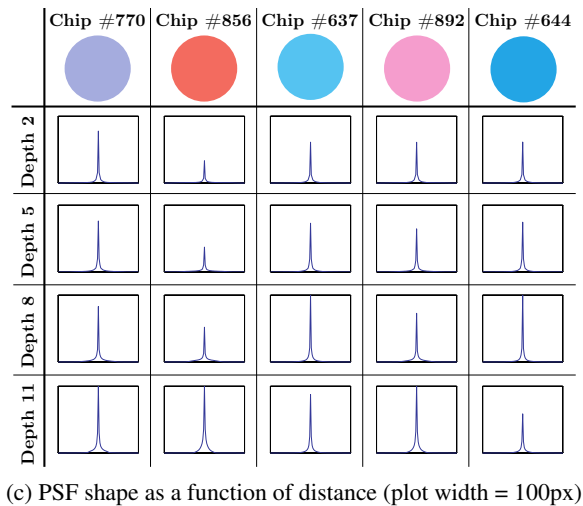 Chip #770 Chip #856 Chip #637 Chip #892 Chip #644
Depth 2
Depth 5
Depth 8
Depth 11
(c) PSF shape as a function of distance (plot width = 100px)